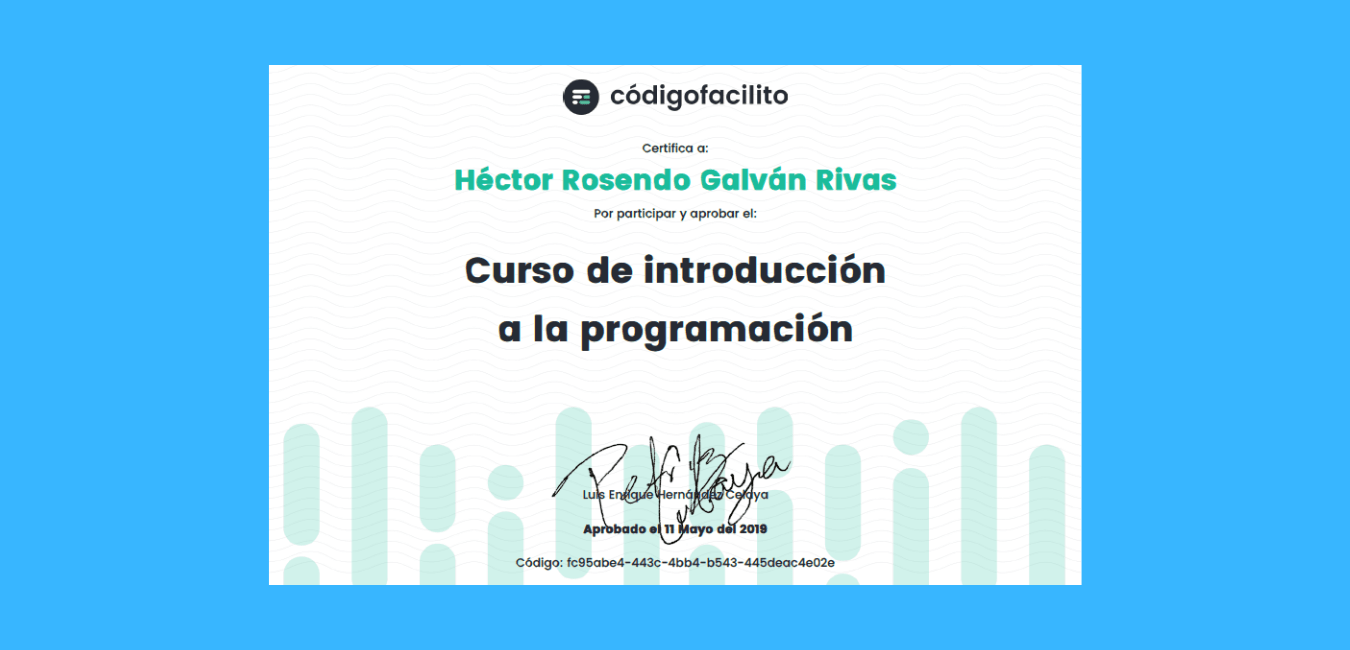 códigofacilito
Certifica a:
Héctor Rosendo Galván Rivas
Por participar y aprobar el:
Curso de introducción
a la programación
Luis Enrique Hernández Celaya
Aprobado el 11 Mayo del 2019
Código: fc95abe4-443c-4bb4-b543-445deac4e02e